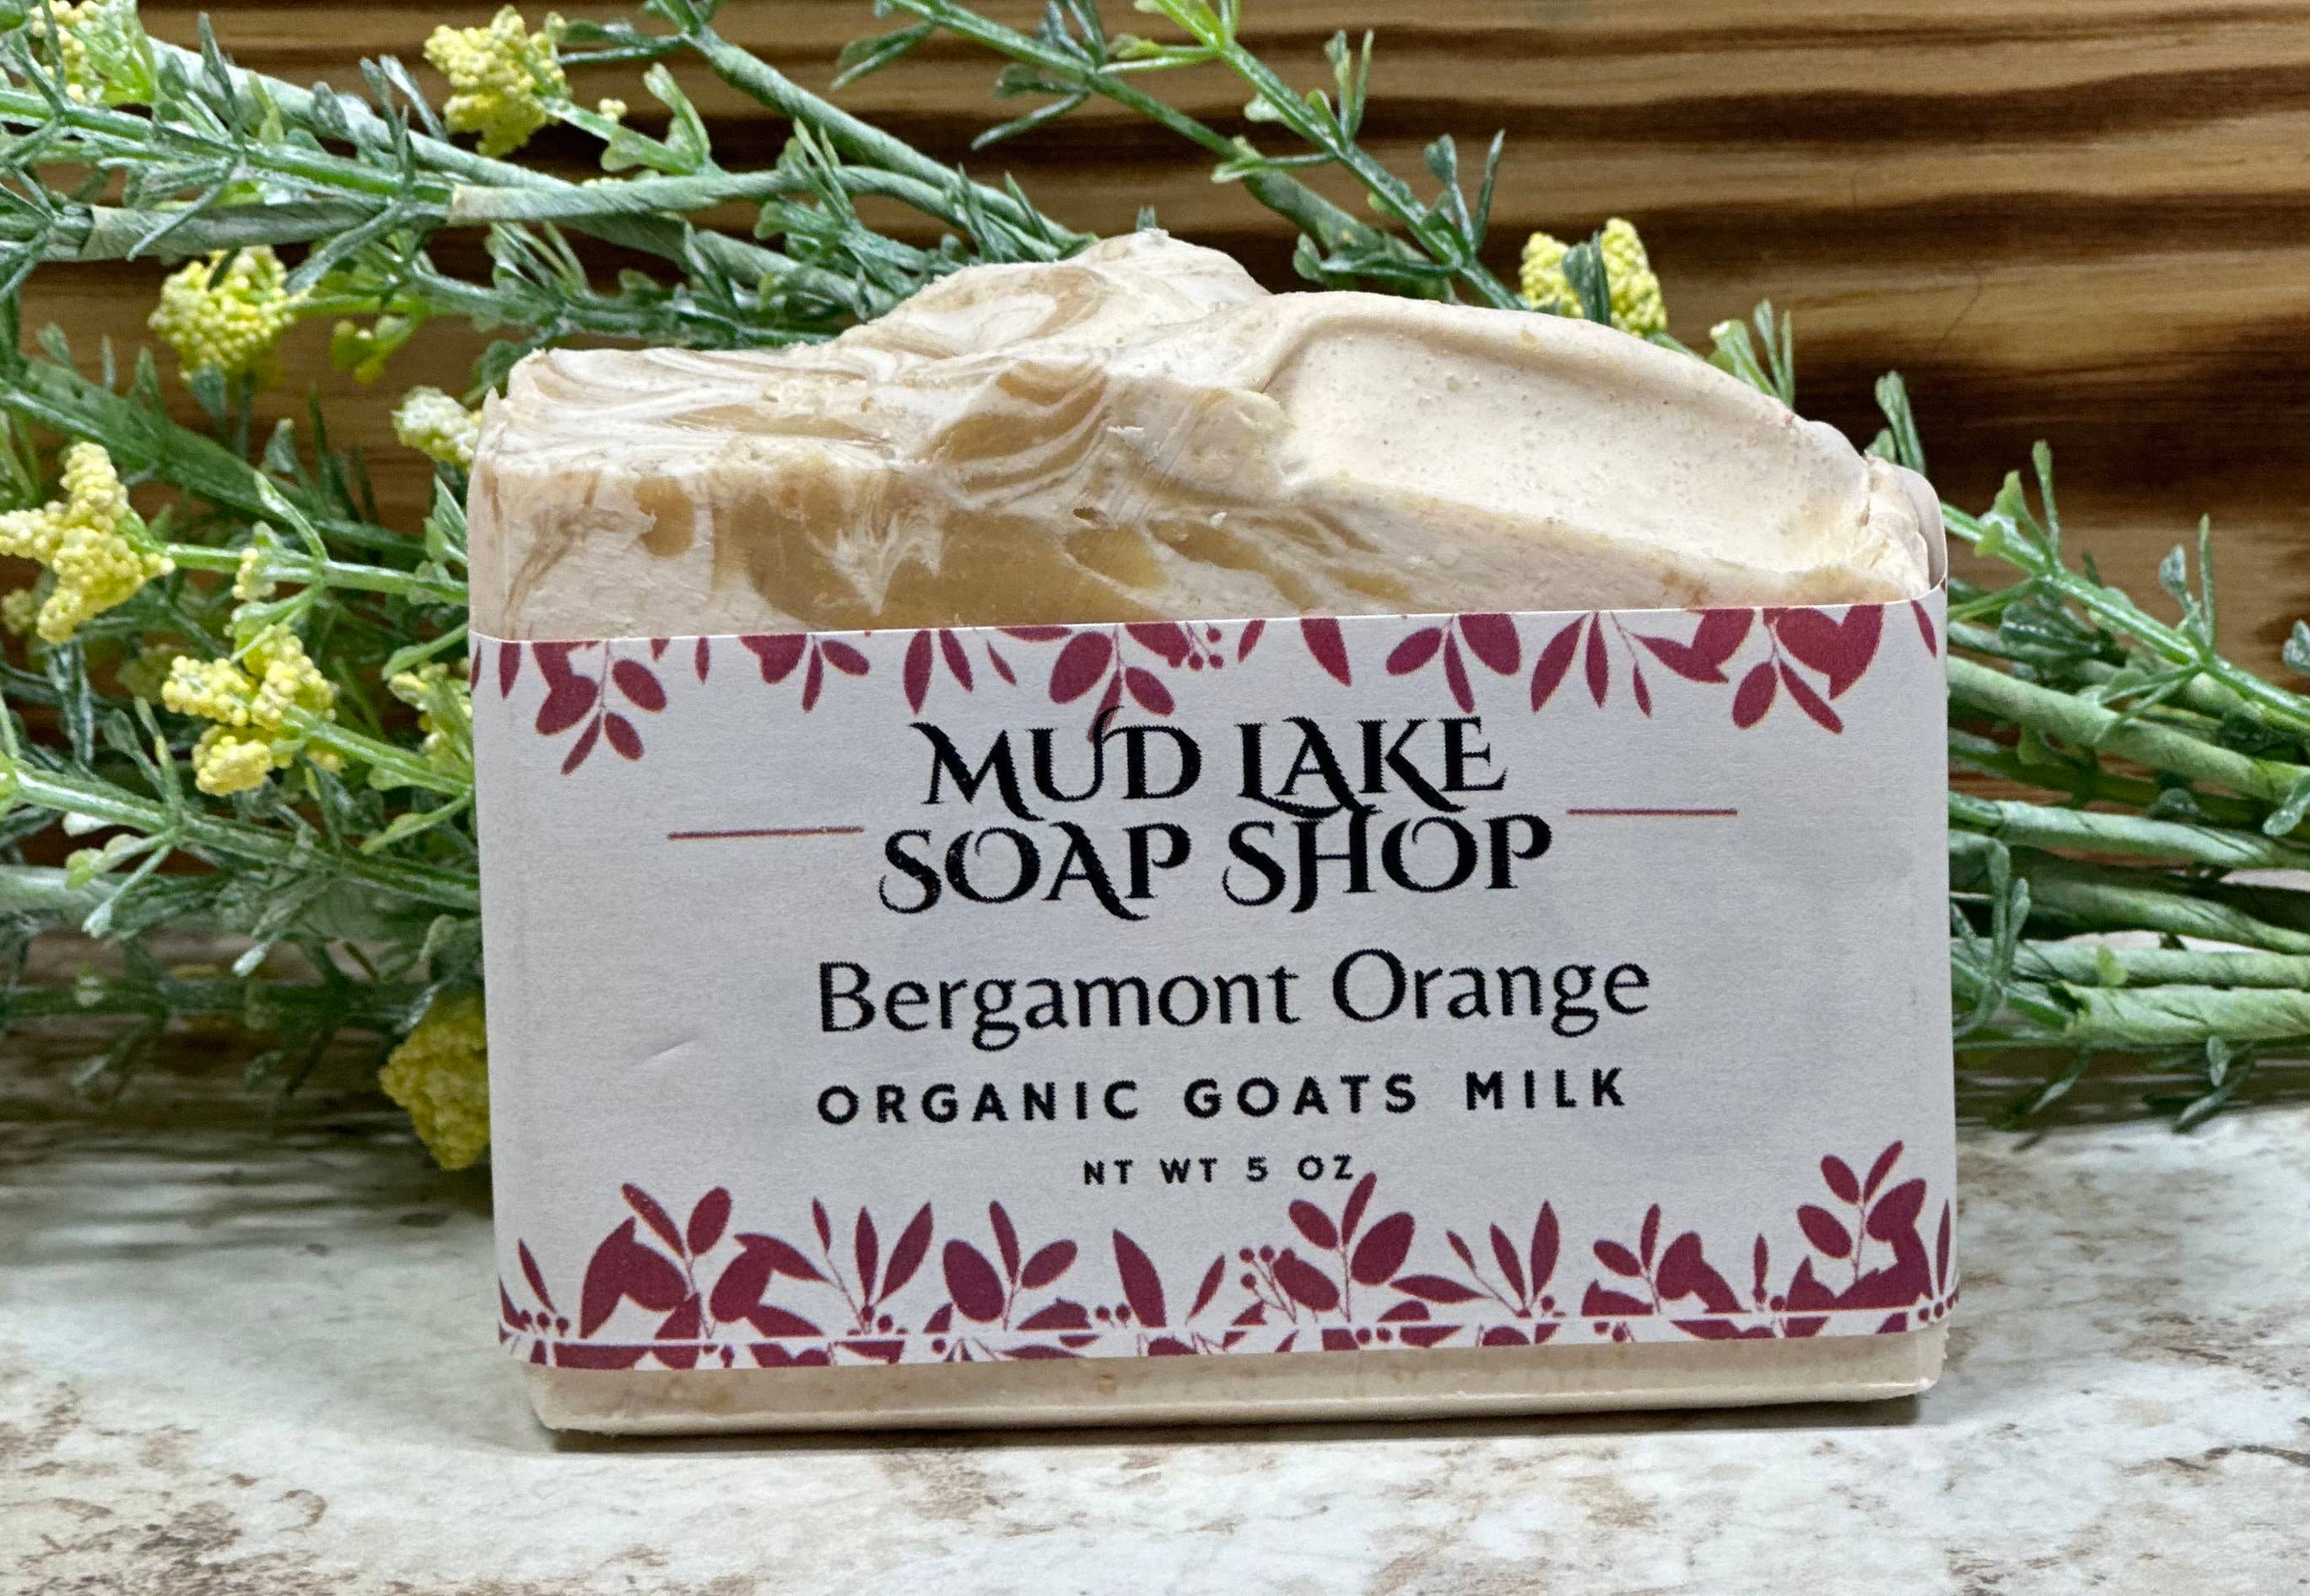 MUD LAKE
SOAP SHOP
Bergamont Orange
ORGANIC GOATS MILK
NT WT 5 OZ